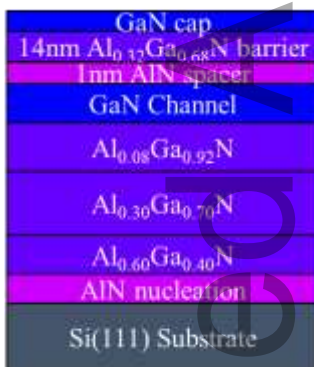 GaN cap
14nm Al₀.₃₂Ga₀.₆₈N barrier
1nm AlN spacer
GaN Channel
Al₀.₀₈Ga₀.₉₂N
Al₀.₃₀Ga₀.₇₀N
Al₀.₆₀Ga₀.₄₀N
AlN nucleation
Si(111) Substrate
ed A